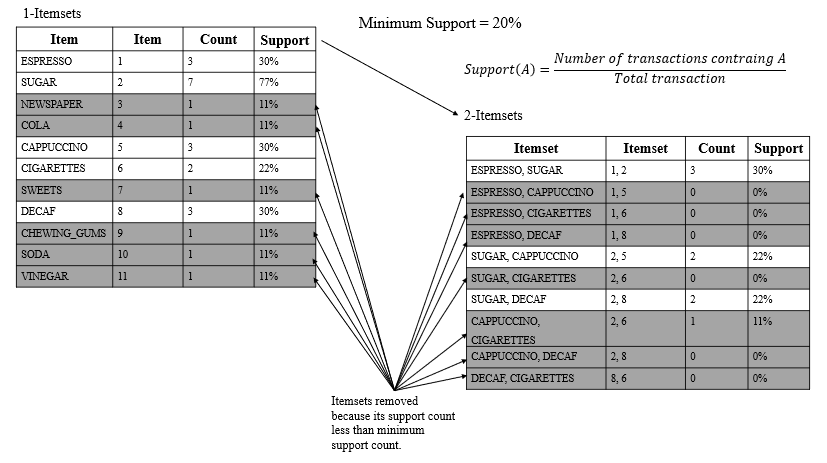 1-Itemsets
Minimum Support = 20%
Item Item Count Support
ESPRESSO 1 3 30%
SUGAR 2 7 77%
NEWSPAPER 3 1 11%
COLA 4 1 11%
CAPPUCCINO 5 3 30%
CIGARETTES 6 2 22%
SWEETS 7 1 11%
DECAF 8 3 30%
CHEWING_GUMS 9 1 11%
SODA 10 1 11%
VINEGAR 11 1 11%
Support(A) = Number of transactions contraing A
Total transaction
2-Itemsets
Itemset Itemset Count Support
ESPRESSO, SUGAR 1, 2 3 30%
ESPRESSO, CAPPUCCINO 1, 5 0 0%
ESPRESSO, CIGARETTES 1, 6 0 0%
ESPRESSO, DECAF 1, 8 0 0%
SUGAR, CAPPUCCINO 2, 5 2 22%
SUGAR, CIGARETTES 2, 6 0 0%
SUGAR, DECAF 2, 8 2 22%
CAPPUCCINO, 2, 6 1 11%
CIGARETTES
CAPPUCCINO, DECAF 2, 8 0 0%
DECAF, CIGARETTES 8, 6 0 0%
Itemsets removed
because its support count
less than minimum
support count.